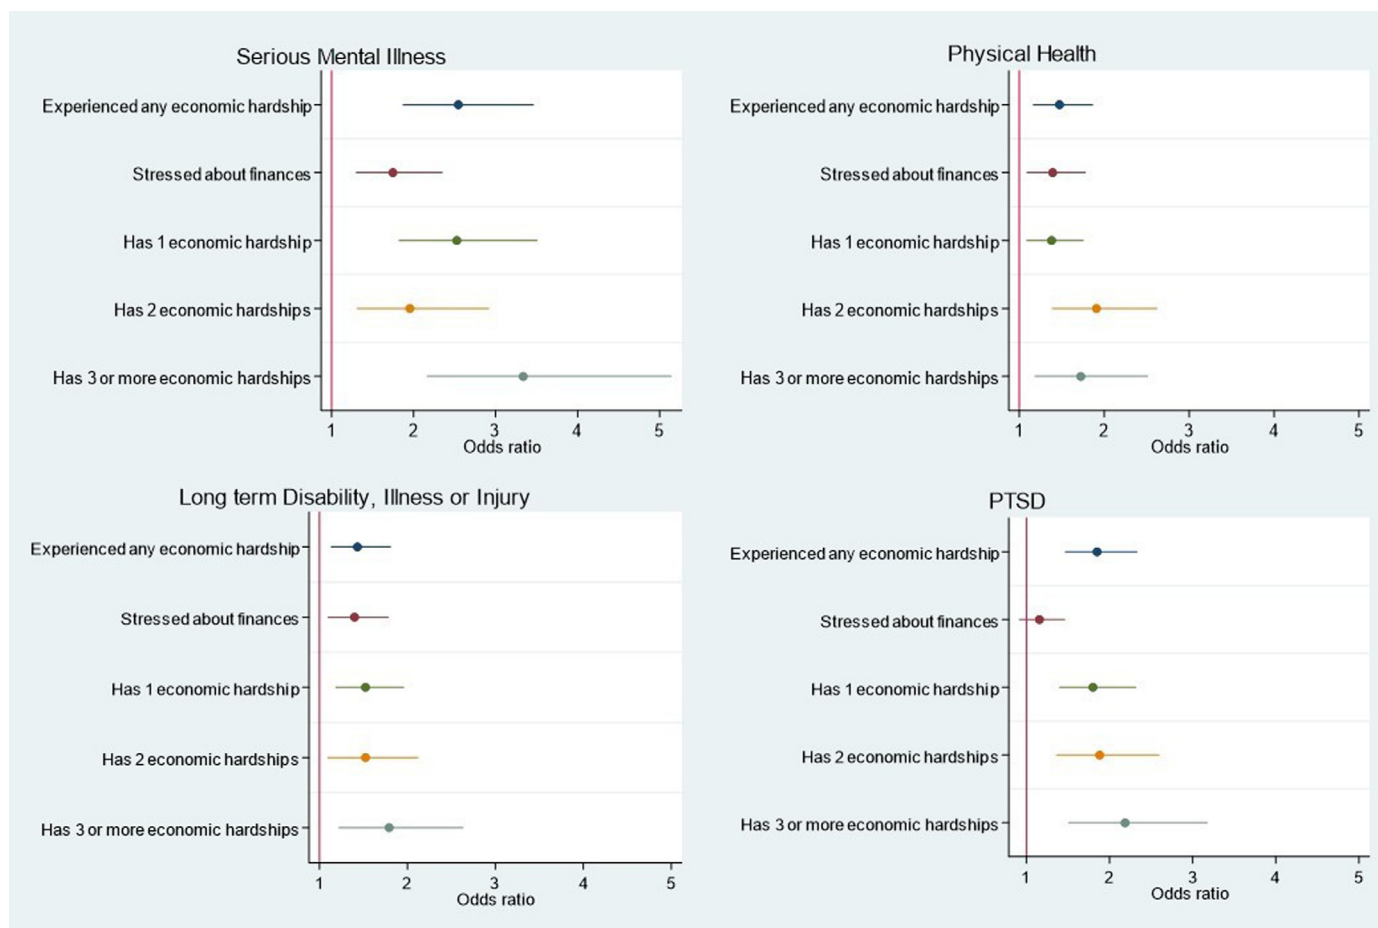 Serious Mental Illness
Experienced any economic hardship
Stressed about finances
Has 1 economic hardship
Has 2 economic hardships
Has 3 or more economic hardships
1 2 3 4 5
Odds ratio
Physical Health
Experienced any economic hardship
Stressed about finances
Has 1 economic hardship
Has 2 economic hardships
Has 3 or more economic hardships
1 2 3 4 5
Odds ratio
Long term Disability, Illness or Injury
Experienced any economic hardship
Stressed about finances
Has 1 economic hardship
Has 2 economic hardships
Has 3 or more economic hardships
1 2 3 4 5
Odds ratio
PTSD
Experienced any economic hardship
Stressed about finances
Has 1 economic hardship
Has 2 economic hardships
Has 3 or more economic hardships
1 2 3 4 5
Odds ratio